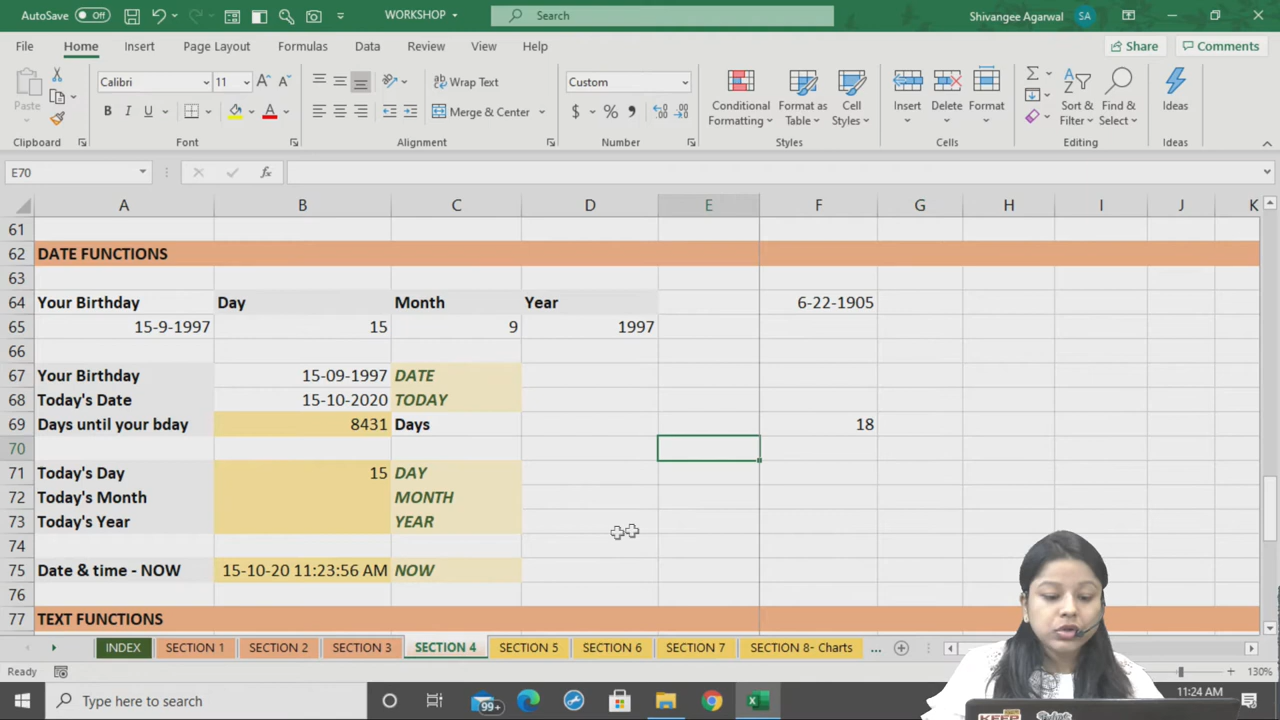 AutoSave Off
WORKSHOP
Search
Shivangee Agarwal SA
File Home Insert Page Layout Formulas Data Review View Help
Share Comments
Paste
Calibri 11
B I U
Wrap Text
Merge & Center
Custom
$ % ,
Conditional Formatting
Format as Table
Cell Styles
Insert
Delete
Format
Sort & Filter
Find & Select
Ideas
Clipboard Font Alignment Number Styles Cells Editing Ideas
E70 fx
A B C D E F G H I J K
61
62 DATE FUNCTIONS
63
64 Your Birthday Day Month Year 6-22-1905
65 15-9-1997 15 9 1997
66
67 Your Birthday 15-09-1997 DATE
68 Today's Date 15-10-2020 TODAY
69 Days until your bday 8431 Days 18
70
71 Today's Day 15 DAY
72 Today's Month MONTH
73 Today's Year YEAR
74
75 Date & time - NOW 15-10-20 11:23:56 AM NOW
76
77 TEXT FUNCTIONS
INDEX SECTION 1 SECTION 2 SECTION 3 SECTION 4 SECTION 5 SECTION 6 SECTION 7 SECTION 8- Charts ...
Ready 130%
Type here to search
99+
11:24 AM
KEEP